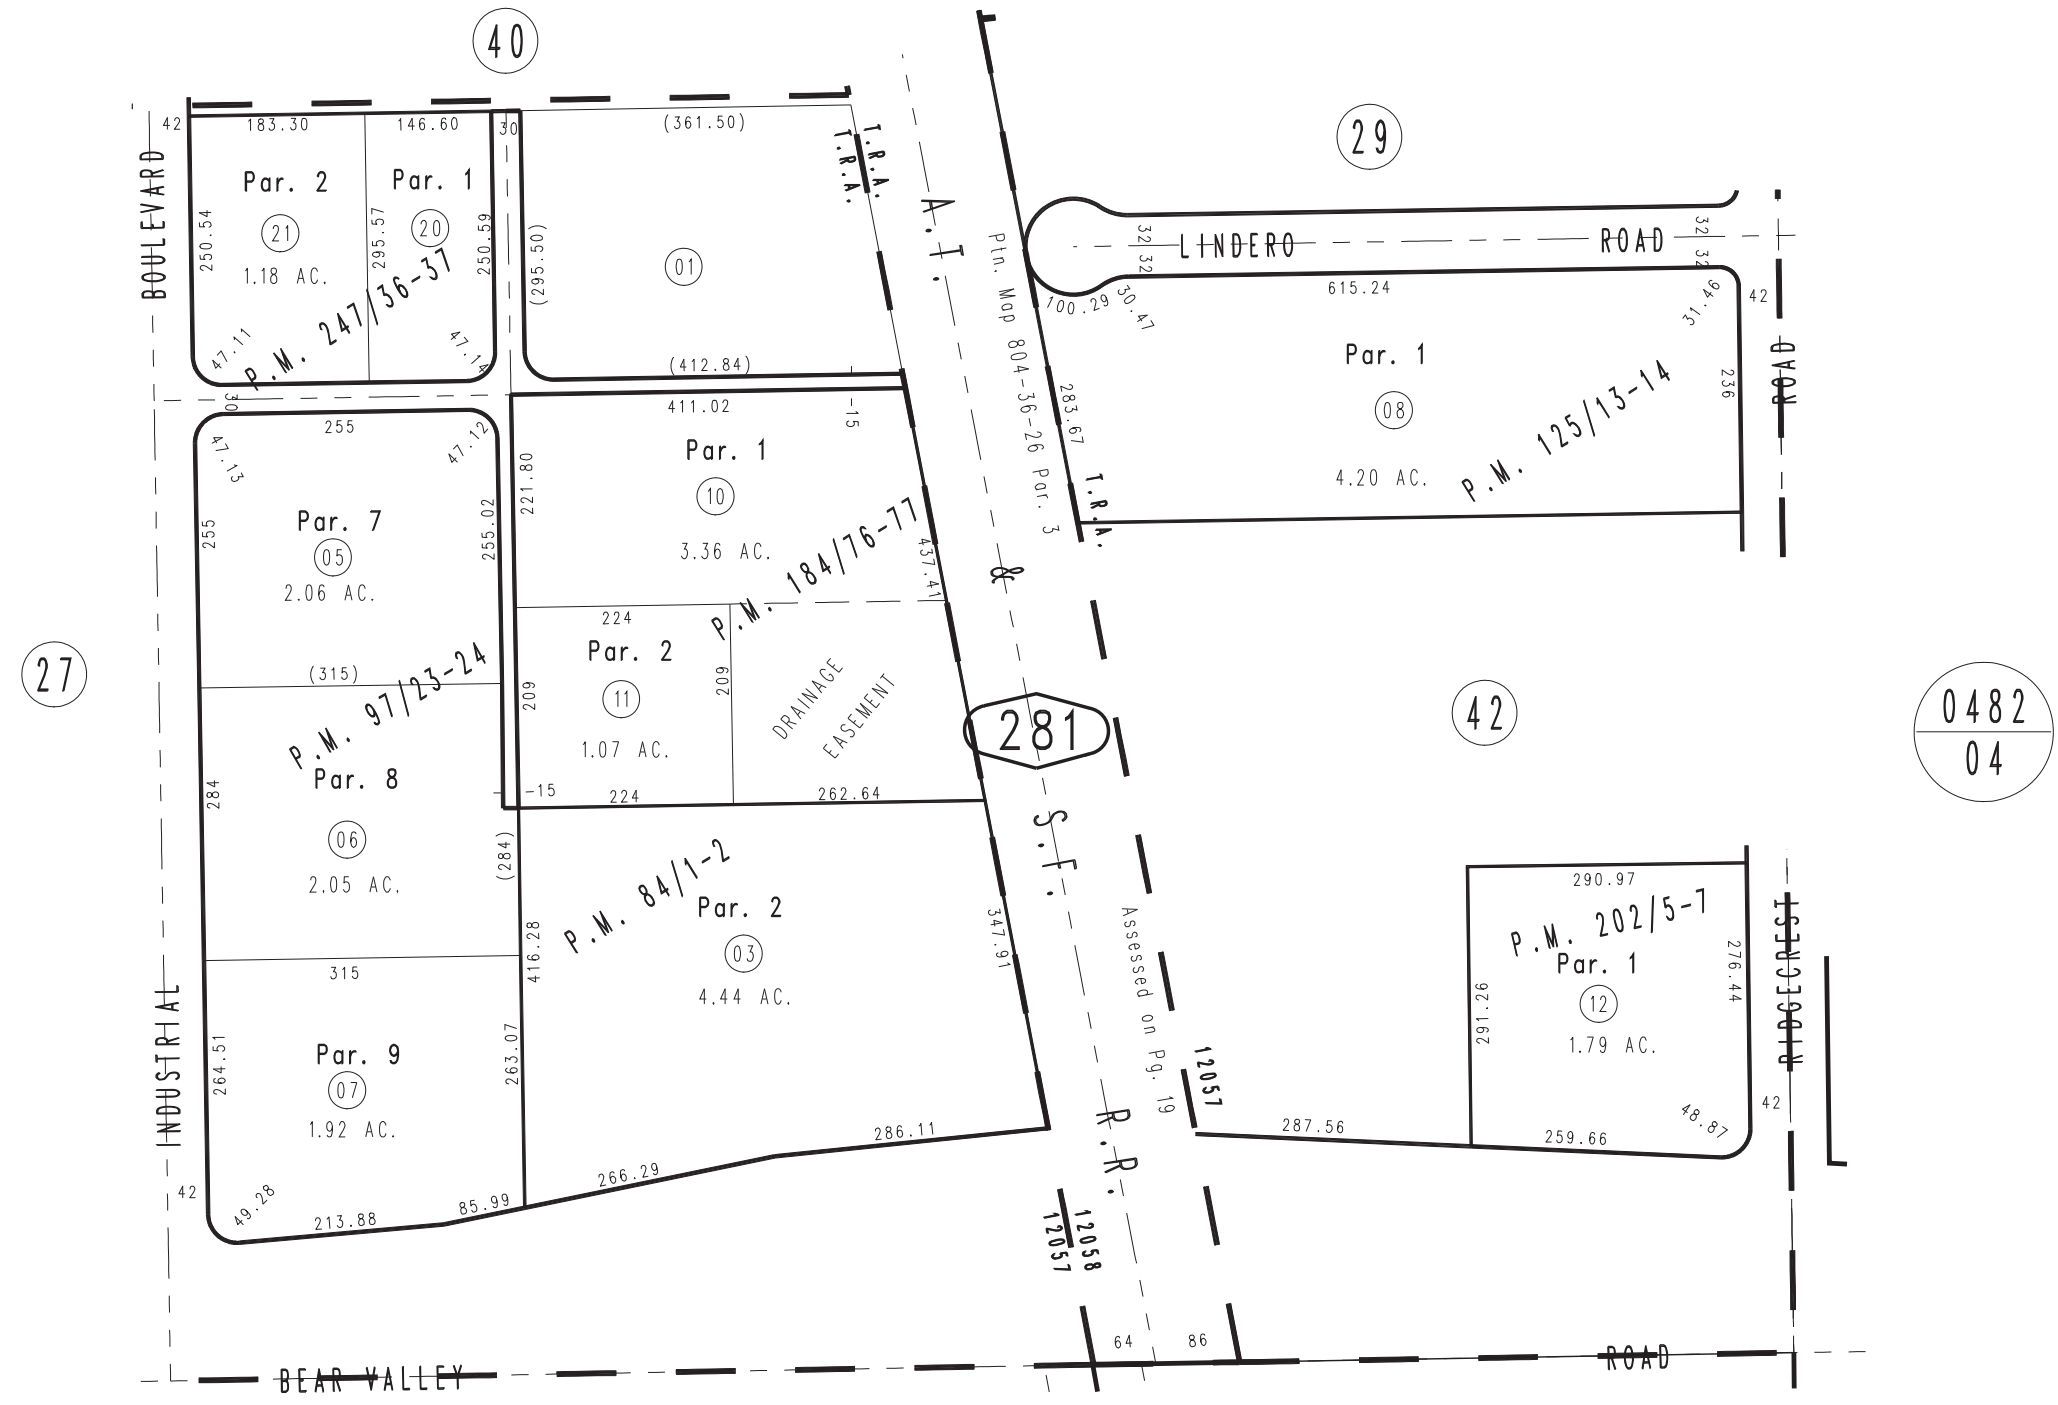 40
29
27
42
0482
04
281
42
183.30
146.60
30
(361.50)
T.R.A.
T.R.A.
BOULEVARD
Par. 2
21
1.18 AC.
250.54
295.57
Par. 1
20
250.59
47.11
47.14
P.M. 247/36-37
(295.50)
01
(412.84)
A.T. & S.F. R.R.
Ptn. Map 804-36-26 Par. 3
Assessed on Pg. 19
LINDERO ROAD
32
32
32
32
100.29
30.47
615.24
31.46
42
ROAD
Par. 1
08
4.20 AC.
236
P.M. 125/13-14
283.67
T.R.A.
30
255
47.13
47.12
255
Par. 7
05
2.06 AC.
255.02
(315)
P.M. 97/23-24
411.02
15
221.80
Par. 1
10
3.36 AC.
P.M. 184/76-77
437.41
224
Par. 2
11
1.07 AC.
209
209
DRAINAGE
EASEMENT
15
224
262.64
284
Par. 8
06
2.05 AC.
(284)
315
P.M. 84/1-2
Par. 2
03
4.44 AC.
416.28
347.91
INDUSTRIAL
264.51
Par. 9
07
1.92 AC.
263.07
42
49.28
213.88
85.99
266.29
286.11
290.97
P.M. 202/5-7
Par. 1
12
1.79 AC.
291.26
276.44
RIDGECREST
42
48.87
12057
287.56
259.66
12057
12058
64
86
BEAR VALLEY
ROAD